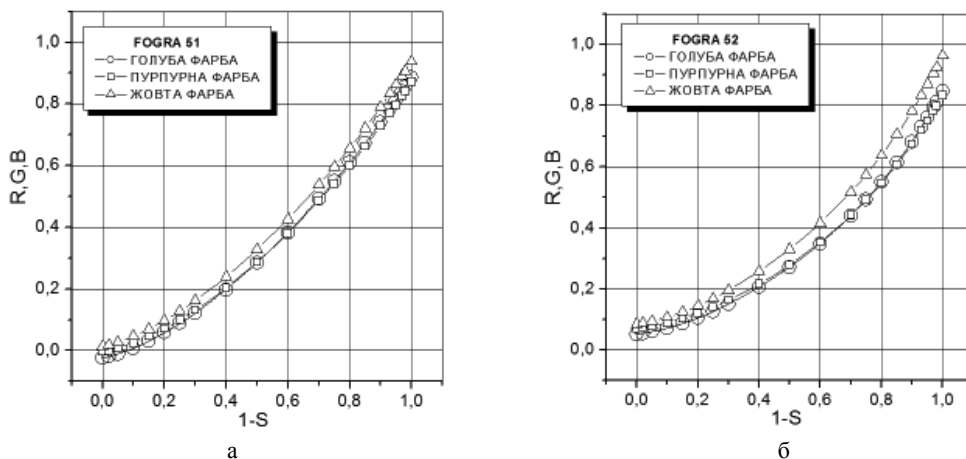 FOGRA 51
ГОЛУБА ФАРБА
ПУРПУРНА ФАРБА
ЖОВТА ФАРБА
R,G,B
1,0
0,8
0,6
0,4
0,2
0,0
0,0 0,2 0,4 0,6 0,8 1,0
1-S
а
FOGRA 52
ГОЛУБА ФАРБА
ПУРПУРНА ФАРБА
ЖОВТА ФАРБА
R,G,B
1,0
0,8
0,6
0,4
0,2
0,0
0,0 0,2 0,4 0,6 0,8 1,0
1-S
б